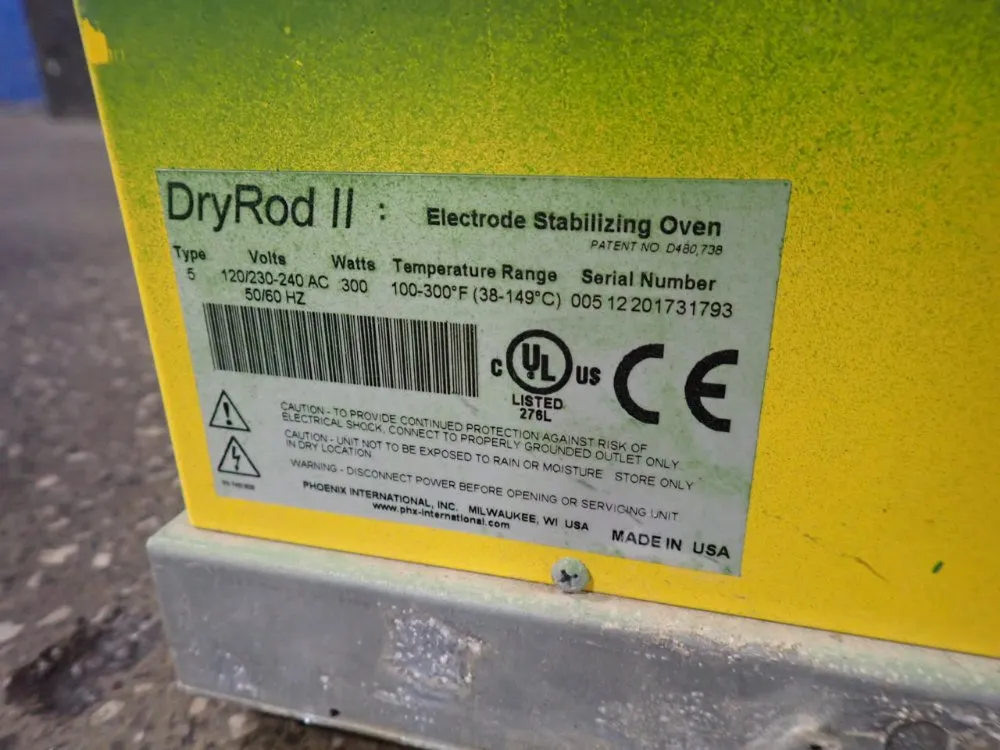 DryRod II :
Electrode Stabilizing Oven
PATENT NO. D480,738
Type Volts Watts Temperature Range Serial Number
5 120/230-240 AC 300 100-300°F (38-149°C) 005 12 201731793
50/60 HZ
C UL US
LISTED
276L
CE
CAUTION - TO PROVIDE CONTINUED PROTECTION AGAINST RISK OF
ELECTRICAL SHOCK, CONNECT TO PROPERLY GROUNDED OUTLET ONLY
CAUTION - UNIT NOT TO BE EXPOSED TO RAIN OR MOISTURE STORE ONLY
IN DRY LOCATION
WARNING - DISCONNECT POWER BEFORE OPENING OR SERVICING UNIT
PHOENIX INTERNATIONAL, INC. MILWAUKEE, WI USA
www.phx-international.com
MADE IN USA